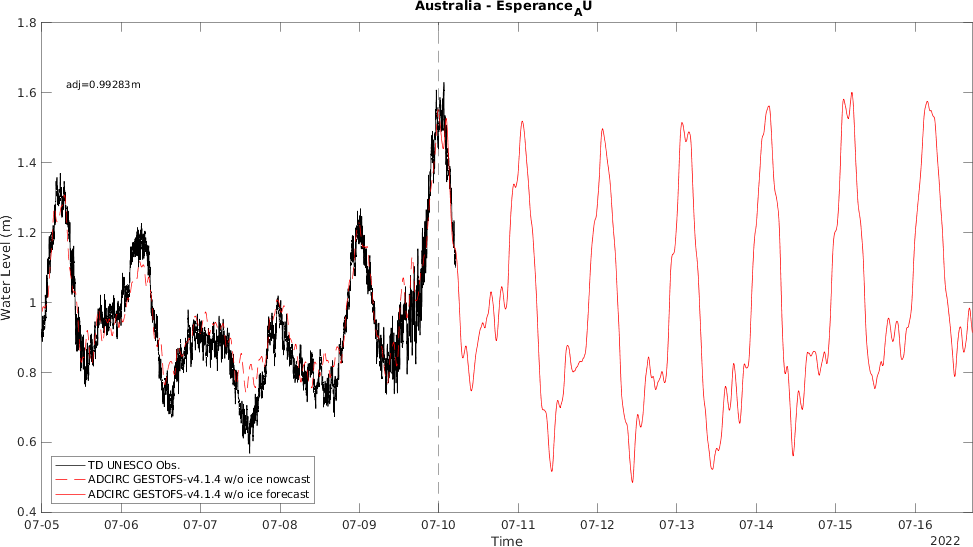 Australia - Esperance_AU
1.8
1.6
1.4
1.2
1
0.8
0.6
0.4
Water Level (m)
adj=0.99283m
TD UNESCO Obs.
ADCIRC GESTOFS-v4.1.4 w/o ice nowcast
ADCIRC GESTOFS-v4.1.4 w/o ice forecast
07-05 07-06 07-07 07-08 07-09 07-10 07-11 07-12 07-13 07-14 07-15 07-16
Time
2022